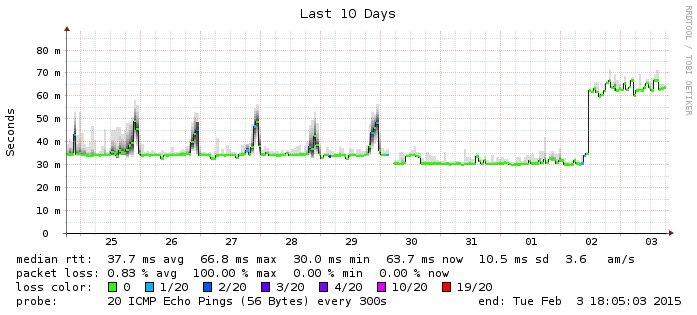 Last 10 Days
RRDTOOL / TOBI OETIKER
Seconds
80 m
70 m
60 m
50 m
40 m
30 m
20 m
10 m
0
25 26 27 28 29 30 31 01 02 03
median rtt: 37.7 ms avg 66.8 ms max 30.0 ms min 63.7 ms now 10.5 ms sd 3.6 am/s
packet loss: 0.83 % avg 100.00 % max 0.00 % min 0.00 % now
loss color: 0 1/20 2/20 3/20 4/20 10/20 19/20
probe: 20 ICMP Echo Pings (56 Bytes) every 300s end: Tue Feb 3 18:05:03 2015